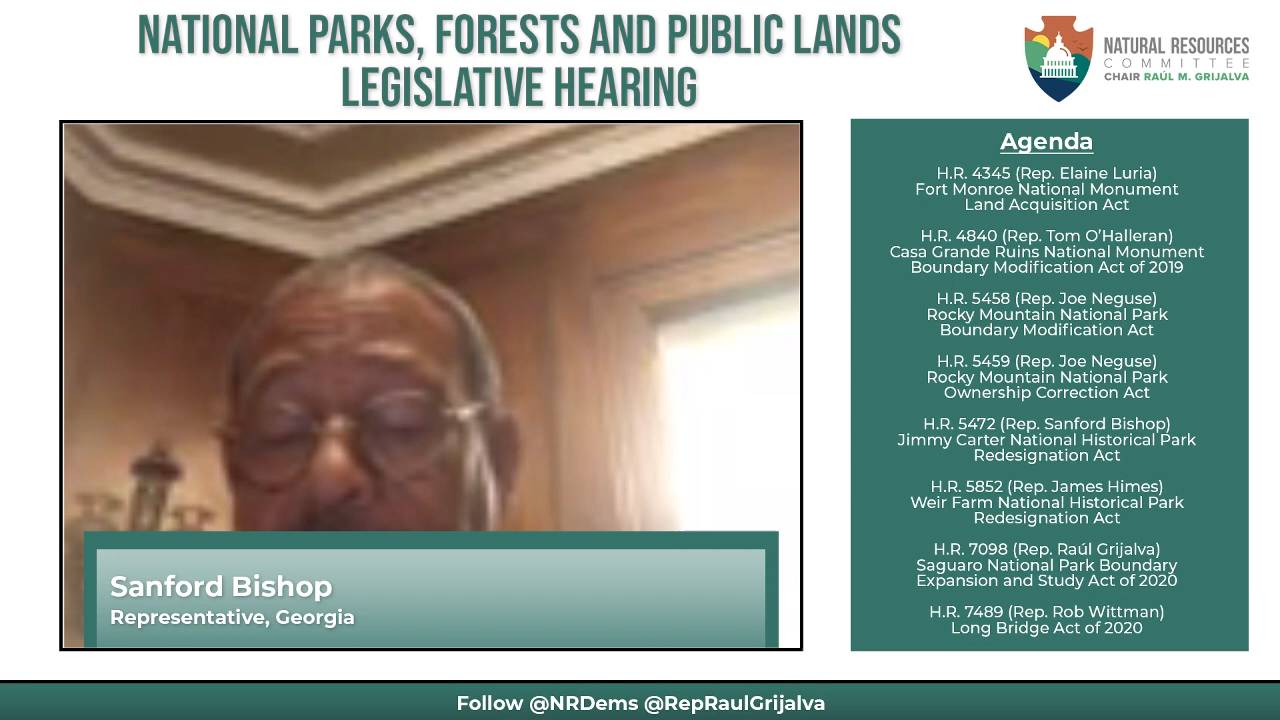 NATIONAL PARKS, FORESTS AND PUBLIC LANDS
LEGISLATIVE HEARING
NATURAL RESOURCES
COMMITTEE
CHAIR RAÚL M. GRIJALVA
Agenda
H.R. 4345 (Rep. Elaine Luria)
Fort Monroe National Monument
Land Acquisition Act
H.R. 4840 (Rep. Tom O’Halleran)
Casa Grande Ruins National Monument
Boundary Modification Act of 2019
H.R. 5458 (Rep. Joe Neguse)
Rocky Mountain National Park
Boundary Modification Act
H.R. 5459 (Rep. Joe Neguse)
Rocky Mountain National Park
Ownership Correction Act
H.R. 5472 (Rep. Sanford Bishop)
Jimmy Carter National Historical Park
Redesignation Act
H.R. 5852 (Rep. James Himes)
Weir Farm National Historical Park
Redesignation Act
H.R. 7098 (Rep. Raúl Grijalva)
Saguaro National Park Boundary
Expansion and Study Act of 2020
H.R. 7489 (Rep. Rob Wittman)
Long Bridge Act of 2020
Sanford Bishop
Representative, Georgia
Follow @NRDems @RepRaulGrijalva